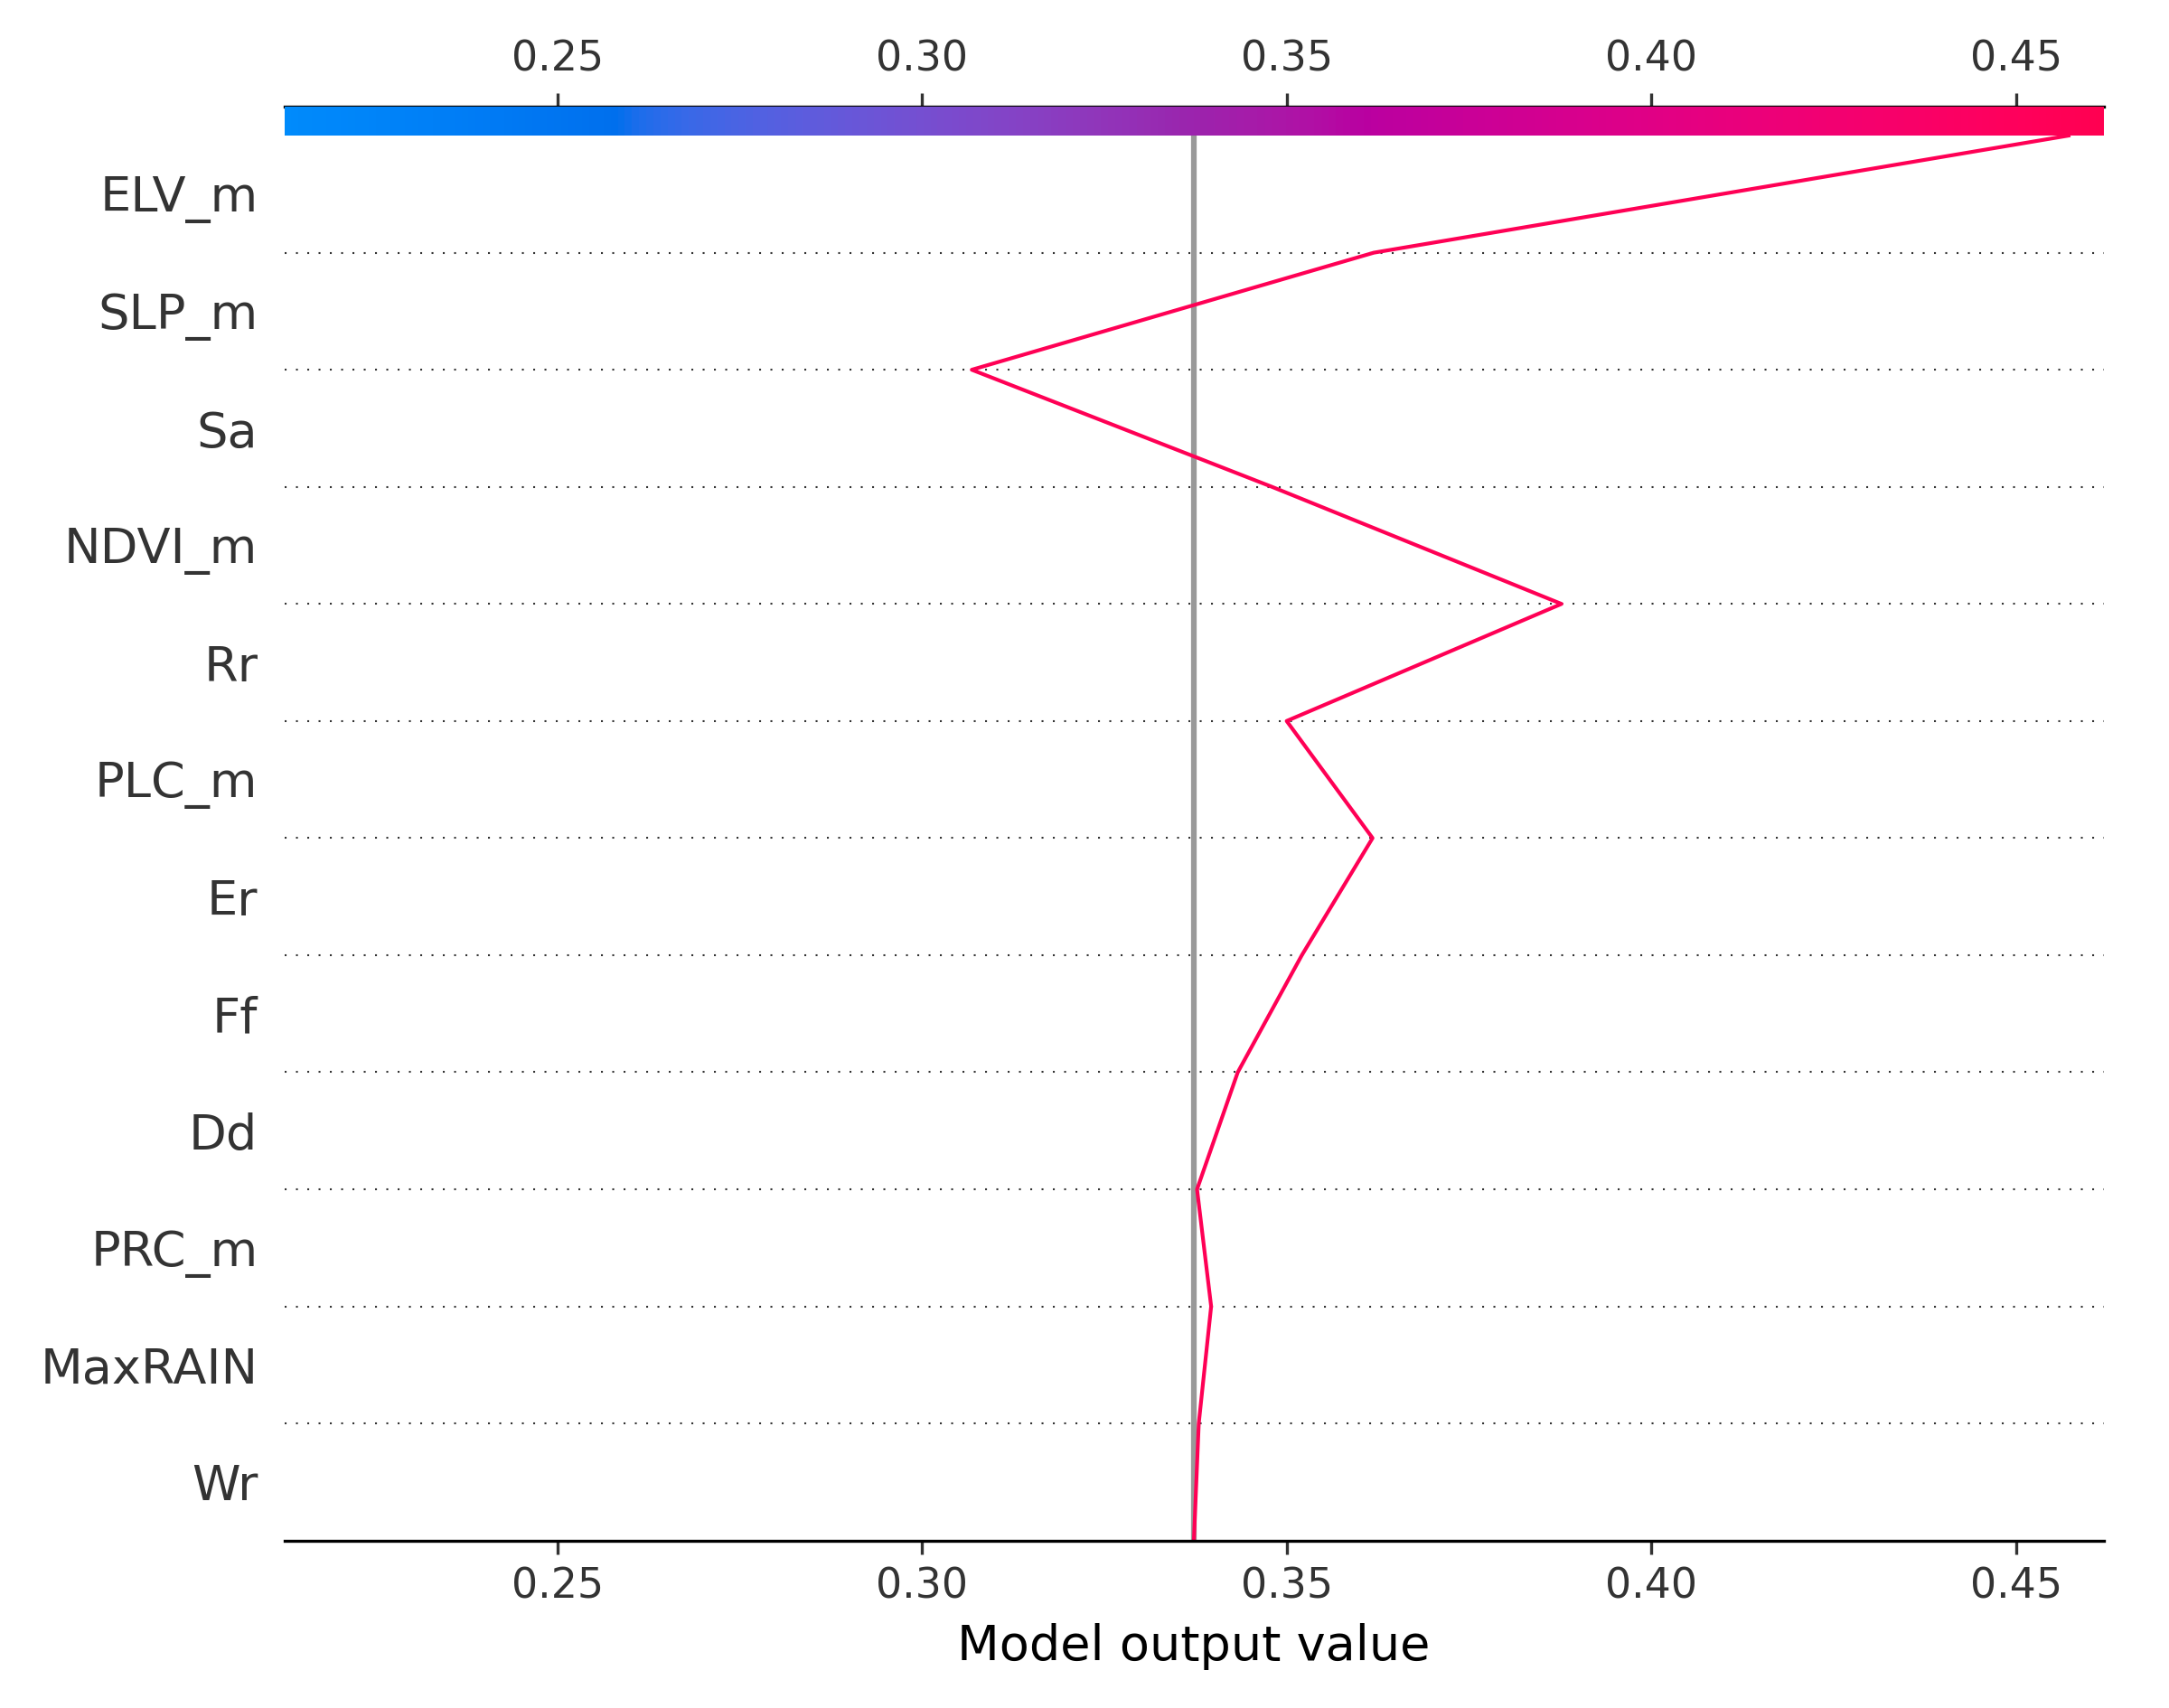 0.25 0.30 0.35 0.40 0.45
ELV_m
SLP_m
Sa
NDVI_m
Rr
PLC_m
Er
Ff
Dd
PRC_m
MaxRAIN
Wr
0.25 0.30 0.35 0.40 0.45
Model output value